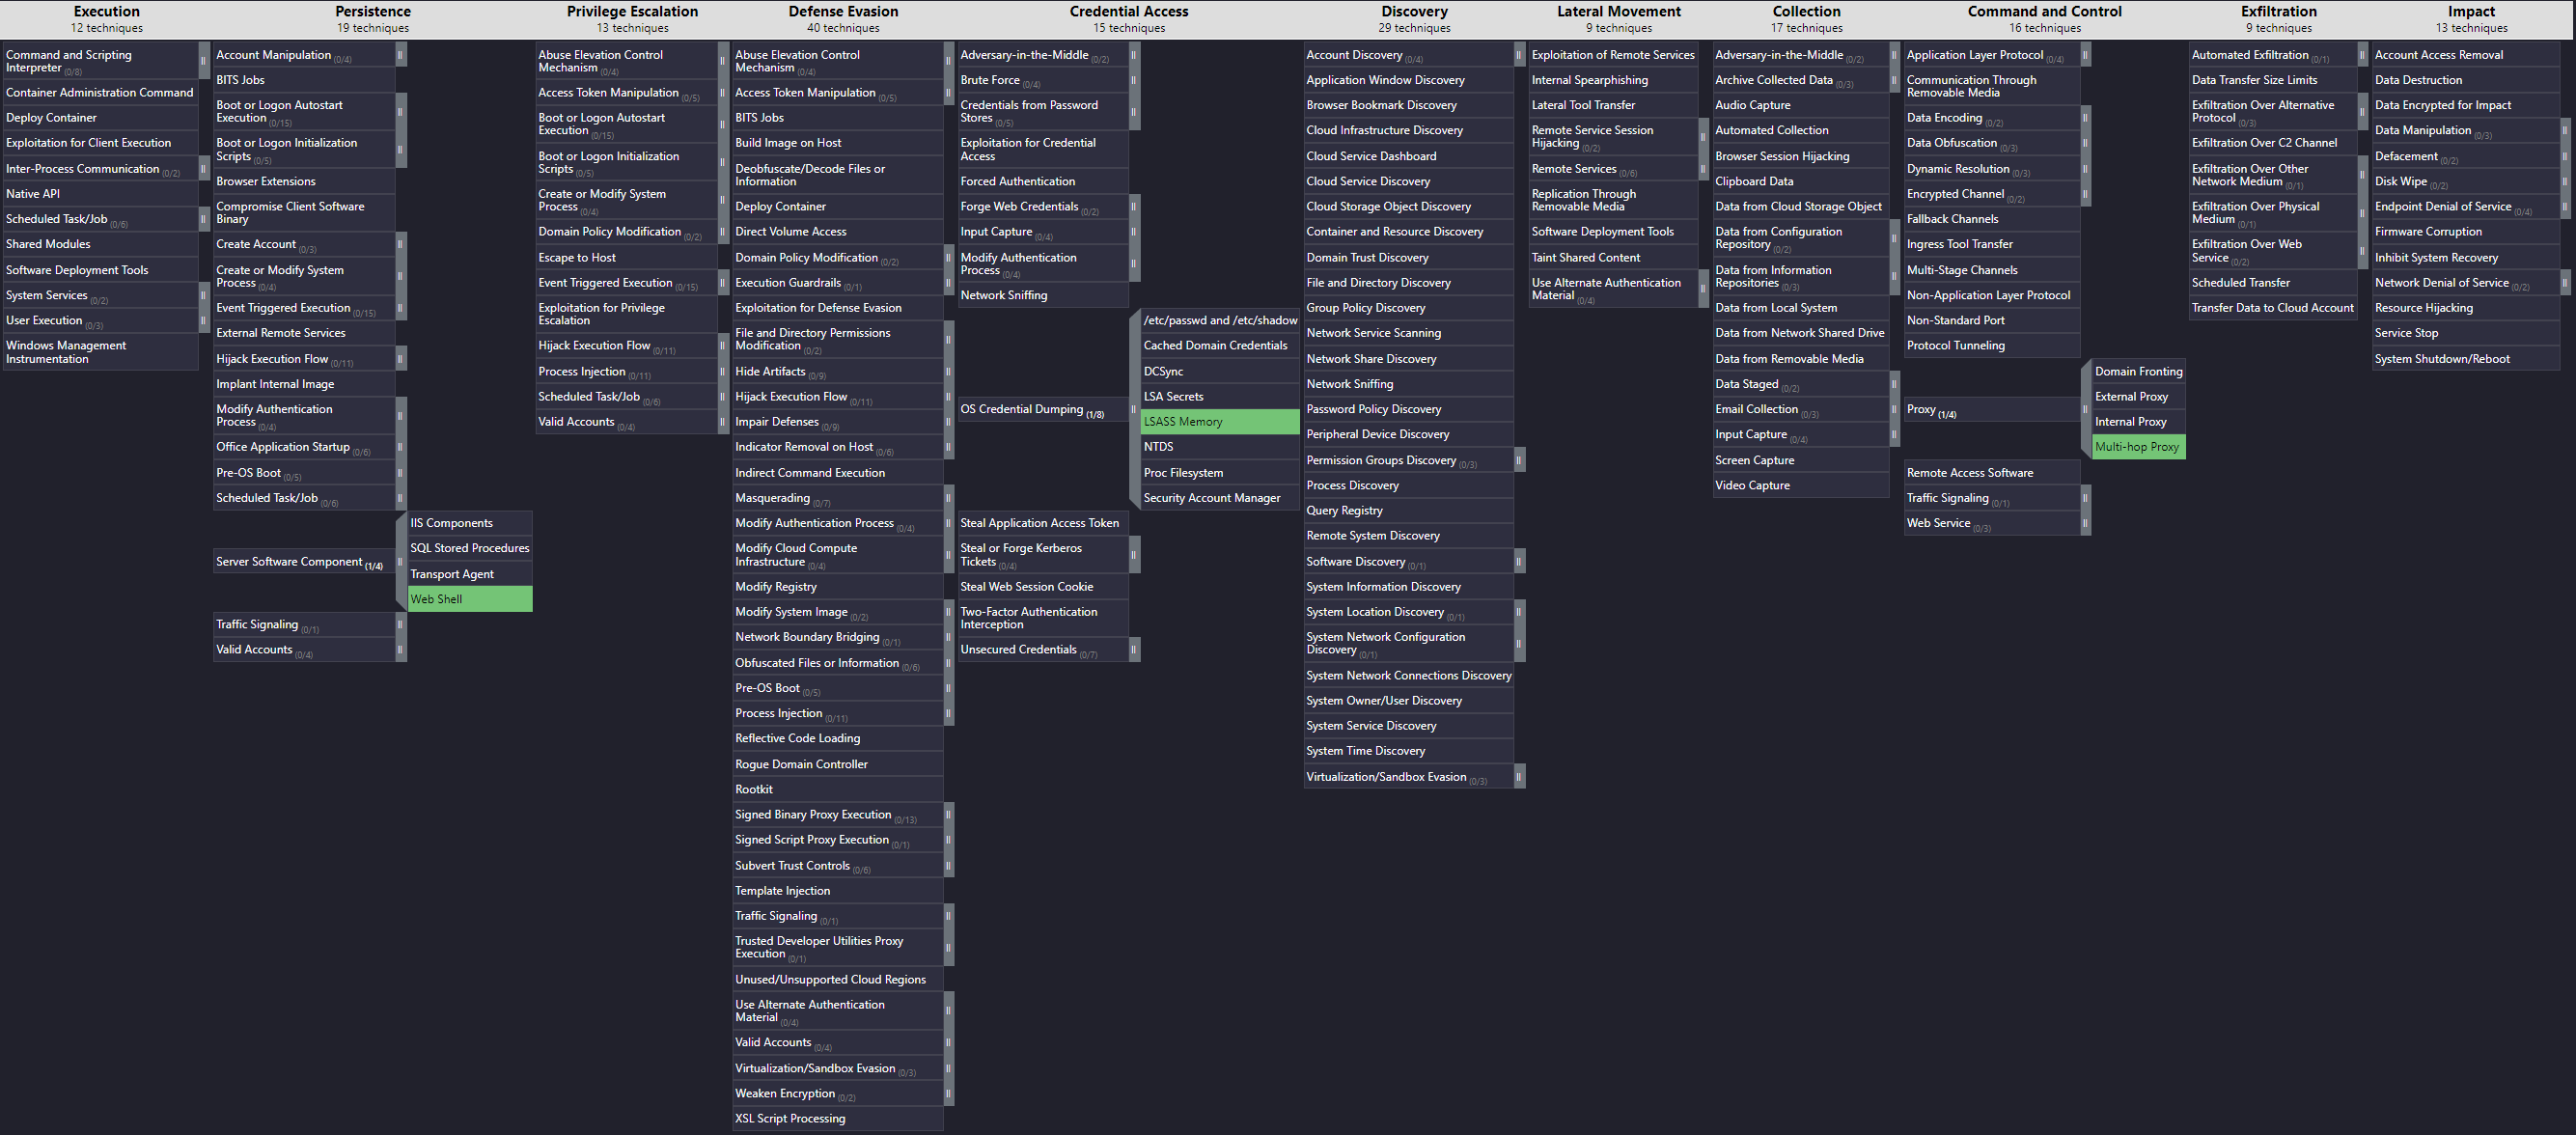 Execution
12 techniques
Command and Scripting
Interpreter (0/8)
Container Administration Command
Deploy Container
Exploitation for Client Execution
Inter-Process Communication (0/2)
Native API
Scheduled Task/Job (0/6)
Shared Modules
Software Deployment Tools
System Services (0/2)
User Execution (0/3)
Windows Management
Instrumentation
Persistence
19 techniques
Account Manipulation (0/4)
BITS Jobs
Boot or Logon Autostart
Execution (0/15)
Boot or Logon Initialization
Scripts (0/5)
Browser Extensions
Compromise Client Software
Binary
Create Account (0/3)
Create or Modify System
Process (0/4)
Event Triggered Execution (0/15)
External Remote Services
Hijack Execution Flow (0/11)
Implant Internal Image
Modify Authentication
Process (0/4)
Office Application Startup (0/6)
Pre-OS Boot (0/5)
Scheduled Task/Job (0/6)
Server Software Component (1/4)
IIS Components
SQL Stored Procedures
Transport Agent
Web Shell
Traffic Signaling (0/1)
Valid Accounts (0/4)
Privilege Escalation
13 techniques
Abuse Elevation Control
Mechanism (0/4)
Access Token Manipulation (0/5)
Boot or Logon Autostart
Execution (0/15)
Boot or Logon Initialization
Scripts (0/5)
Create or Modify System
Process (0/4)
Domain Policy Modification (0/2)
Escape to Host
Event Triggered Execution (0/15)
Exploitation for Privilege
Escalation
Hijack Execution Flow (0/11)
Process Injection (0/11)
Scheduled Task/Job (0/6)
Valid Accounts (0/4)
Defense Evasion
40 techniques
Abuse Elevation Control
Mechanism (0/4)
Access Token Manipulation (0/5)
BITS Jobs
Build Image on Host
Deobfuscate/Decode Files or
Information
Deploy Container
Direct Volume Access
Domain Policy Modification (0/2)
Execution Guardrails (0/1)
Exploitation for Defense Evasion
File and Directory Permissions
Modification (0/2)
Hide Artifacts (0/9)
Hijack Execution Flow (0/11)
Impair Defenses (0/9)
Indicator Removal on Host (0/6)
Indirect Command Execution
Masquerading (0/7)
Modify Authentication Process (0/4)
Modify Cloud Compute
Infrastructure (0/4)
Modify Registry
Modify System Image (0/2)
Network Boundary Bridging (0/1)
Obfuscated Files or Information (0/6)
Pre-OS Boot (0/5)
Process Injection (0/11)
Reflective Code Loading
Rogue Domain Controller
Rootkit
Signed Binary Proxy Execution (0/13)
Signed Script Proxy Execution (0/1)
Subvert Trust Controls (0/6)
Template Injection
Traffic Signaling (0/1)
Trusted Developer Utilities Proxy
Execution (0/1)
Unused/Unsupported Cloud Regions
Use Alternate Authentication
Material (0/4)
Valid Accounts (0/4)
Virtualization/Sandbox Evasion (0/3)
Weaken Encryption (0/2)
XSL Script Processing
Credential Access
15 techniques
Adversary-in-the-Middle (0/2)
Brute Force (0/4)
Credentials from Password
Stores (0/5)
Exploitation for Credential
Access
Forced Authentication
Forge Web Credentials (0/2)
Input Capture (0/4)
Modify Authentication
Process (0/4)
Network Sniffing
OS Credential Dumping (1/8)
/etc/passwd and /etc/shadow
Cached Domain Credentials
DCSync
LSA Secrets
LSASS Memory
NTDS
Proc Filesystem
Security Account Manager
Steal Application Access Token
Steal or Forge Kerberos
Tickets (0/4)
Steal Web Session Cookie
Two-Factor Authentication
Interception
Unsecured Credentials (0/7)
Discovery
29 techniques
Account Discovery (0/4)
Application Window Discovery
Browser Bookmark Discovery
Cloud Infrastructure Discovery
Cloud Service Dashboard
Cloud Service Discovery
Cloud Storage Object Discovery
Container and Resource Discovery
Domain Trust Discovery
File and Directory Discovery
Group Policy Discovery
Network Service Scanning
Network Share Discovery
Network Sniffing
Password Policy Discovery
Peripheral Device Discovery
Permission Groups Discovery (0/3)
Process Discovery
Query Registry
Remote System Discovery
Software Discovery (0/1)
System Information Discovery
System Location Discovery (0/1)
System Network Configuration
Discovery (0/1)
System Network Connections Discovery
System Owner/User Discovery
System Service Discovery
System Time Discovery
Virtualization/Sandbox Evasion (0/3)
Lateral Movement
9 techniques
Exploitation of Remote Services
Internal Spearphishing
Lateral Tool Transfer
Remote Service Session
Hijacking (0/2)
Remote Services (0/6)
Replication Through
Removable Media
Software Deployment Tools
Taint Shared Content
Use Alternate Authentication
Material (0/4)
Collection
17 techniques
Adversary-in-the-Middle (0/2)
Archive Collected Data (0/3)
Audio Capture
Automated Collection
Browser Session Hijacking
Clipboard Data
Data from Cloud Storage Object
Data from Configuration
Repository (0/2)
Data from Information
Repositories (0/3)
Data from Local System
Data from Network Shared Drive
Data from Removable Media
Data Staged (0/2)
Email Collection (0/3)
Input Capture (0/4)
Screen Capture
Video Capture
Command and Control
16 techniques
Application Layer Protocol (0/4)
Communication Through
Removable Media
Data Encoding (0/2)
Data Obfuscation (0/3)
Dynamic Resolution (0/3)
Encrypted Channel (0/2)
Fallback Channels
Ingress Tool Transfer
Multi-Stage Channels
Non-Application Layer Protocol
Non-Standard Port
Protocol Tunneling
Proxy (1/4)
Domain Fronting
External Proxy
Internal Proxy
Multi-hop Proxy
Remote Access Software
Traffic Signaling (0/1)
Web Service (0/3)
Exfiltration
9 techniques
Automated Exfiltration (0/1)
Data Transfer Size Limits
Exfiltration Over Alternative
Protocol (0/3)
Exfiltration Over C2 Channel
Exfiltration Over Other
Network Medium (0/1)
Exfiltration Over Physical
Medium (0/1)
Exfiltration Over Web
Service (0/2)
Scheduled Transfer
Transfer Data to Cloud Account
Impact
13 techniques
Account Access Removal
Data Destruction
Data Encrypted for Impact
Data Manipulation (0/3)
Defacement (0/2)
Disk Wipe (0/2)
Endpoint Denial of Service (0/4)
Firmware Corruption
Inhibit System Recovery
Network Denial of Service (0/2)
Resource Hijacking
Service Stop
System Shutdown/Reboot